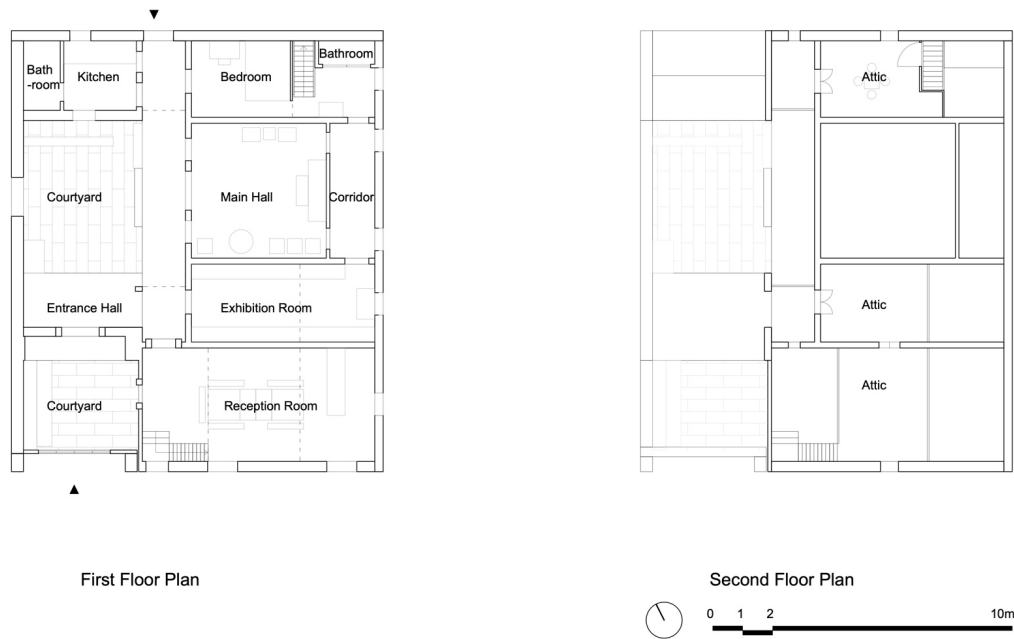 Bathroom
Bath
-room
Kitchen
Bedroom
Attic
Courtyard
Main Hall
Corridor
Entrance Hall
Exhibition Room
Attic
Courtyard
Reception Room
Attic
First Floor Plan
Second Floor Plan
0 1 2 10m